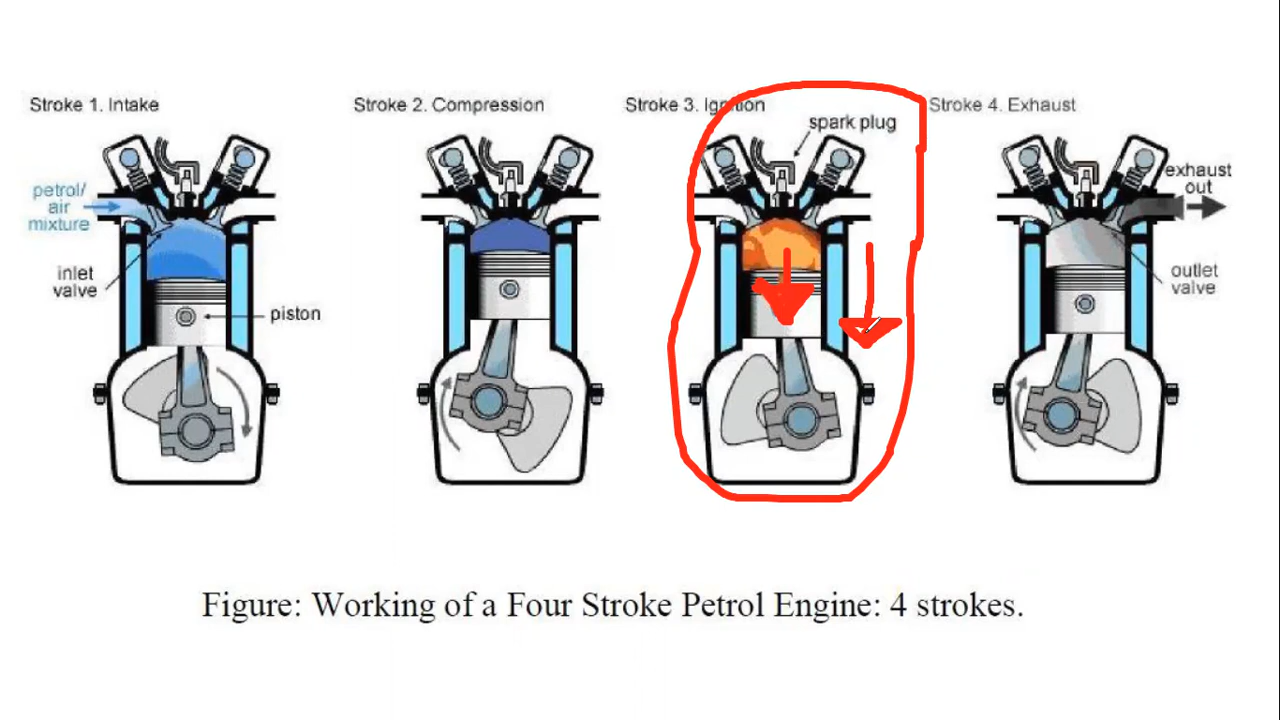 Stroke 1. Intake
Stroke 2. Compression
Stroke 3. Ignition
Stroke 4. Exhaust
spark plug
petrol/
air
mixture
exhaust
out
inlet
valve
piston
outlet
valve
Figure: Working of a Four Stroke Petrol Engine: 4 strokes.